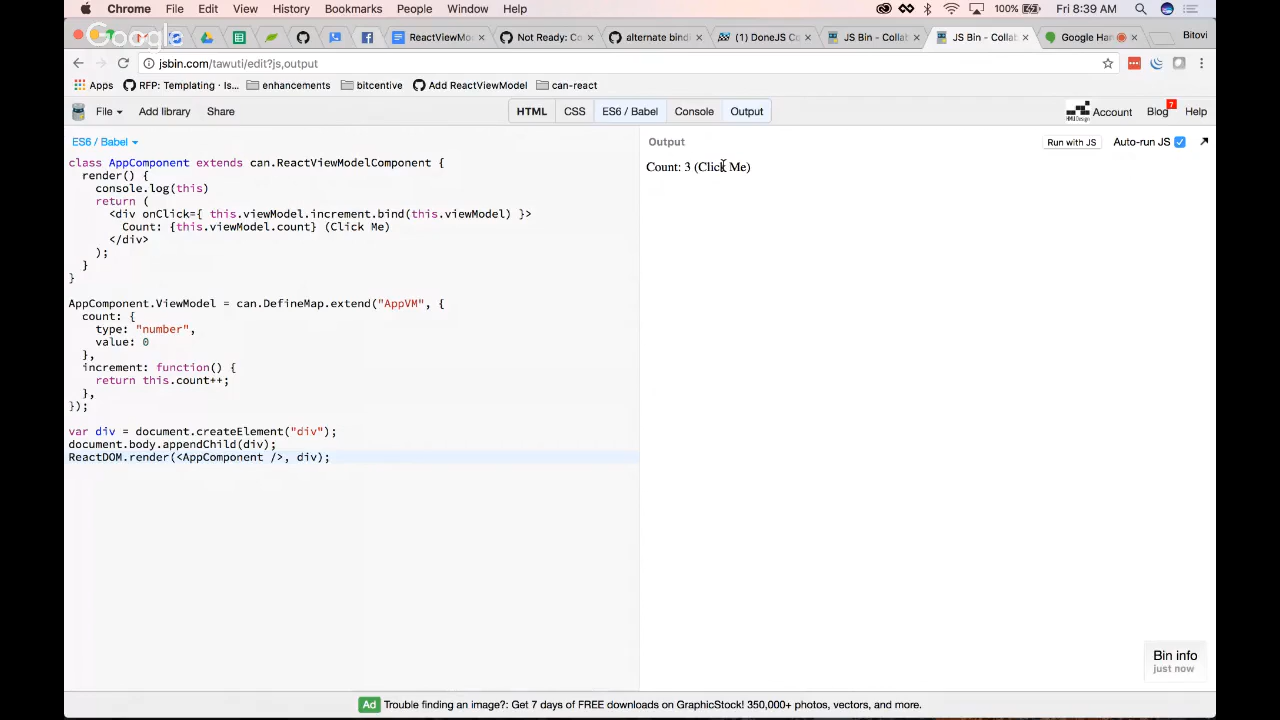 Chrome File Edit View History Bookmarks People Window Help 100% Fri 8:39 AM
Google
ReactViewMo Not Ready: Co alternate bind (1) DoneJS Ca JS Bin - Collab JS Bin - Collab Google Han Bitovi
jsbin.com/tawuti/edit?js,output
Apps RFP: Templating · Is... enhancements bitcentive Add ReactViewModel can-react
File Add library Share HTML CSS ES6 / Babel Console Output Account Blog 7 Help
ES6 / Babel
class AppComponent extends can.ReactViewModelComponent {
render() {
console.log(this)
return (
<div onClick={ this.viewModel.increment.bind(this.viewModel) }>
Count: {this.viewModel.count} (Click Me)
</div>
);
}
}
AppComponent.ViewModel = can.DefineMap.extend("AppVM", {
count: {
type: "number",
value: 0
},
increment: function() {
return this.count++;
},
});
var div = document.createElement("div");
document.body.appendChild(div);
ReactDOM.render(<AppComponent />, div);
Output Run with JS Auto-run JS
Count: 3 (Click Me)
Bin info
just now
Ad Trouble finding an image?: Get 7 days of FREE downloads on GraphicStock! 350,000+ photos, vectors, and more.